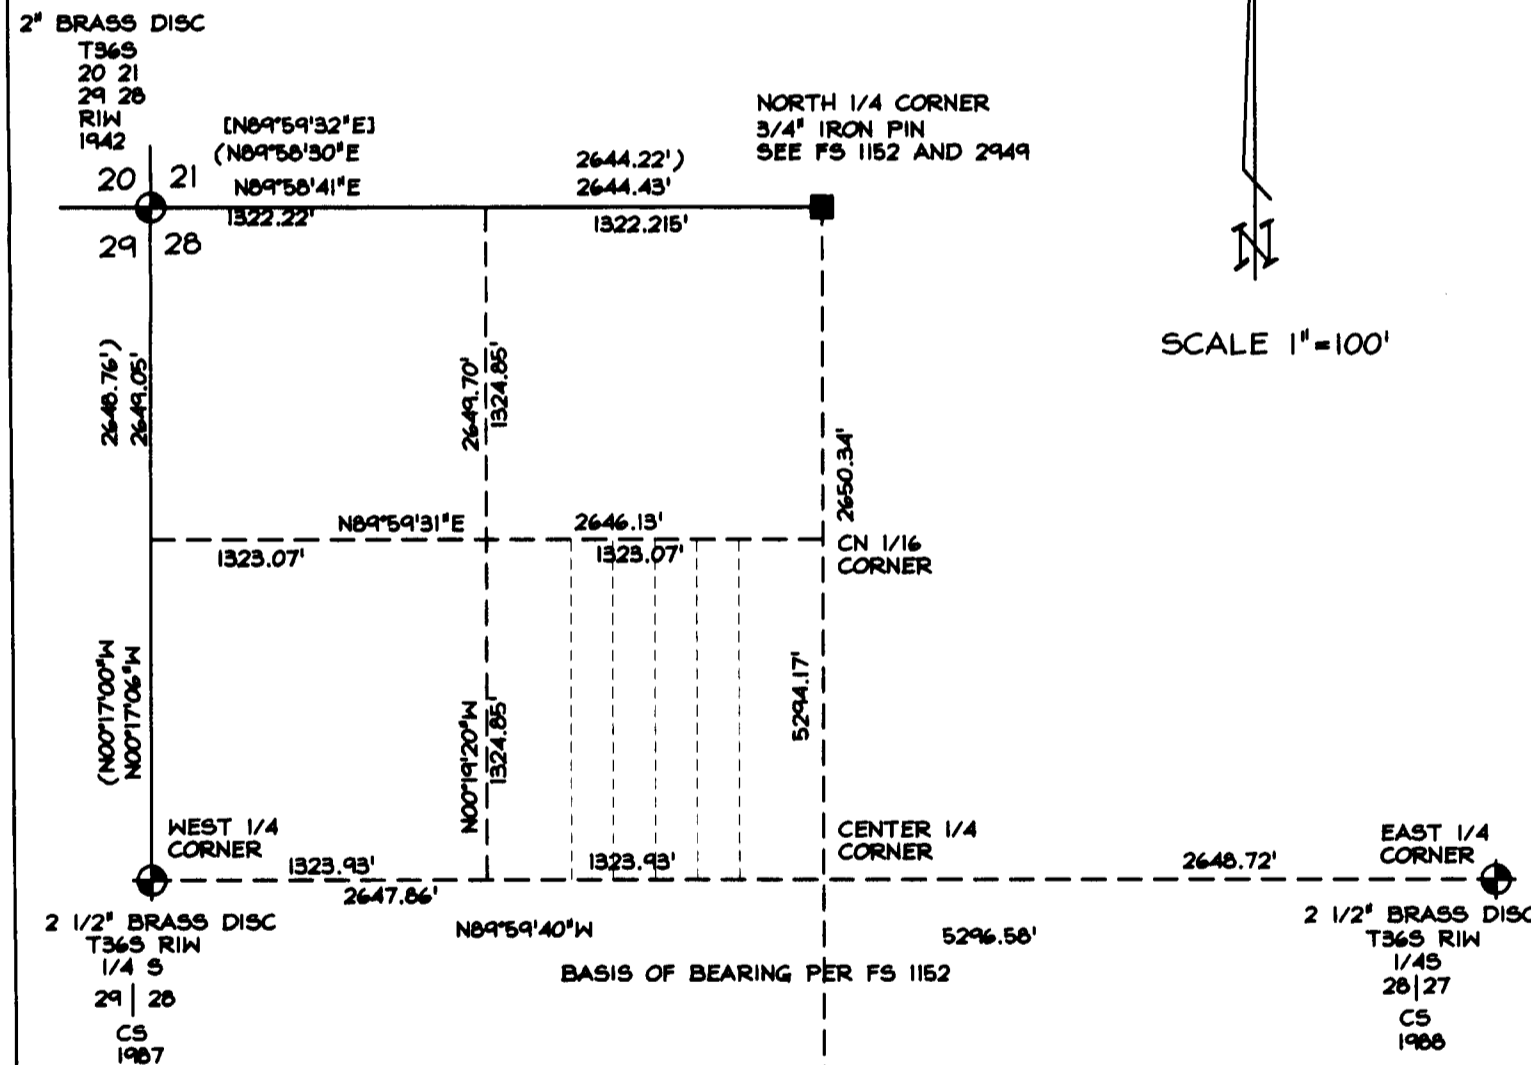 2" BRASS DISC
T36S
20 21
29 28
R1W
1942
20 21
29 28
[N89°59'32"E]
(N89°58'30"E 2644.22')
N89°58'41"E 2644.43'
1322.22' 1322.215'
NORTH 1/4 CORNER
3/4" IRON PIN
SEE FS 1152 AND 2949
N
SCALE 1"=100'
2648.76')
2649.05'
2649.70'
1324.85'
2650.34'
N89°59'31"E 2646.13'
1323.07' 1323.07'
CN 1/16
CORNER
(N00°17'00"W
N00°17'06"W
N00°19'20"W
1324.85'
5294.17'
WEST 1/4
CORNER
1323.93' 1323.93'
2647.86'
CENTER 1/4
CORNER
2648.72'
EAST 1/4
CORNER
N89°59'40"W 5296.58'
BASIS OF BEARING PER FS 1152
2 1/2" BRASS DISC
T36S R1W
1/4 S
29 | 28
CS
1987
2 1/2" BRASS DISC
T36S R1W
1/4S
28|27
CS
1988